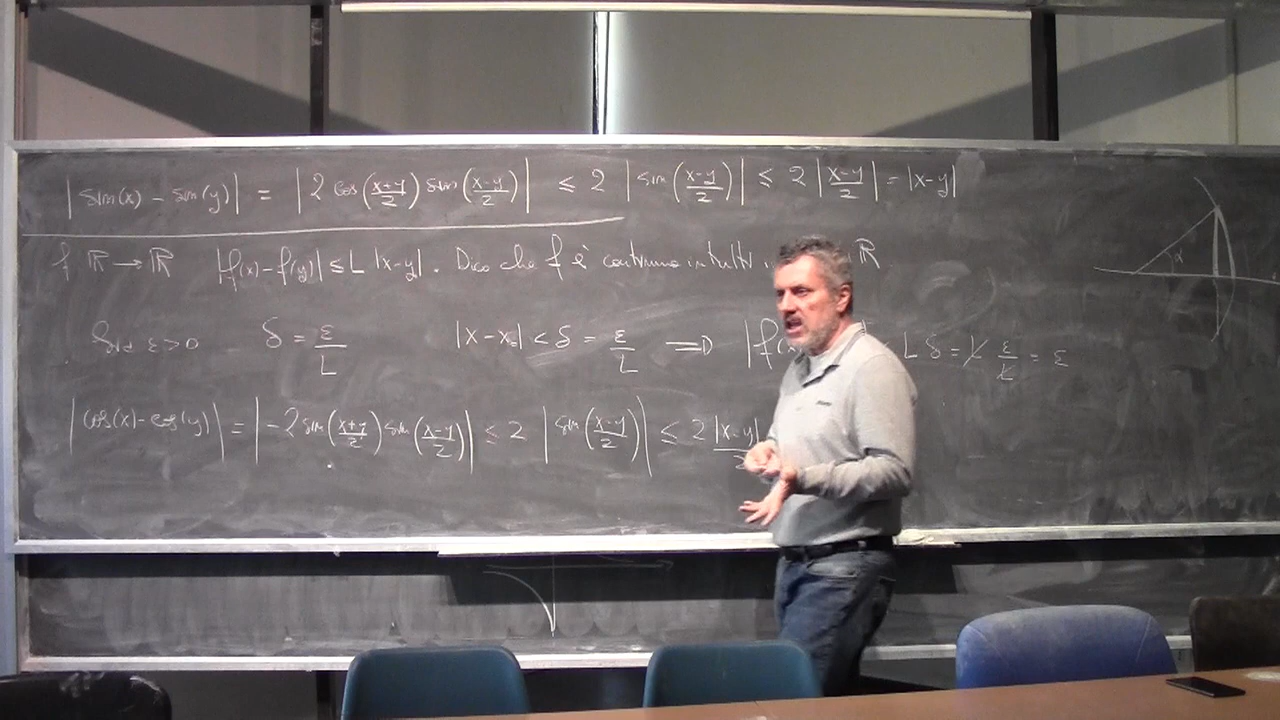 |sin(x) - sin(y)| = |2 cos(x+y/2) sin(x-y/2)| ≤ 2 |sin(x-y/2)| ≤ 2 |x-y/2| = |x-y|
f ℝ → ℝ |f(x) - f(y)| ≤ L |x-y|. Dico che f è continua in tutti i ℝ
ε>0 δ = ε/L |x-x₀| < δ = ε/L ⇒ |f(x L δ = L ε/L = ε
|cos(x) - cos(y)| = |-2 sin(x+y/2) sin(x-y/2)| ≤ 2 |sin(x-y/2)| ≤ 2 |x-y|
α